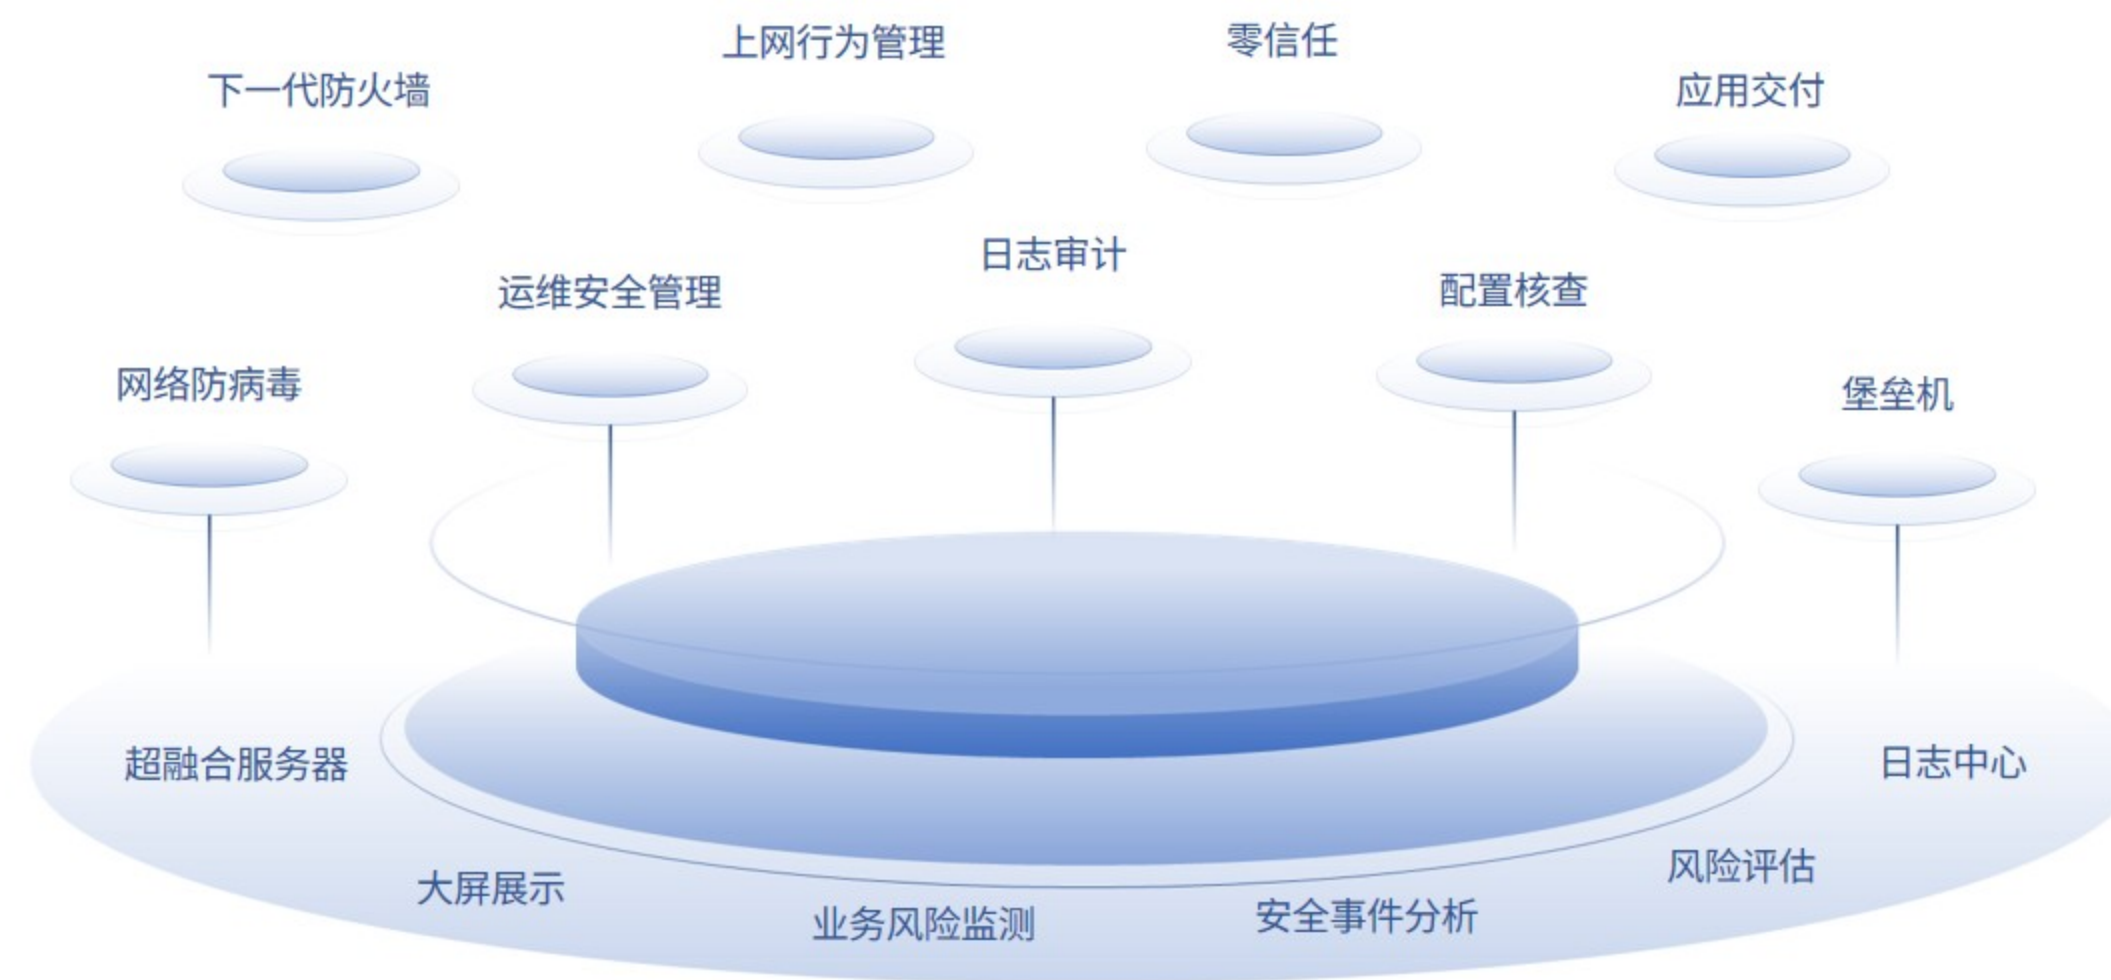 上网行为管理
零信任
下一代防火墙
应用交付
日志审计
运维安全管理
配置核查
网络防病毒
堡垒机
超融合服务器
日志中心
大屏展示
业务风险监测
安全事件分析
风险评估